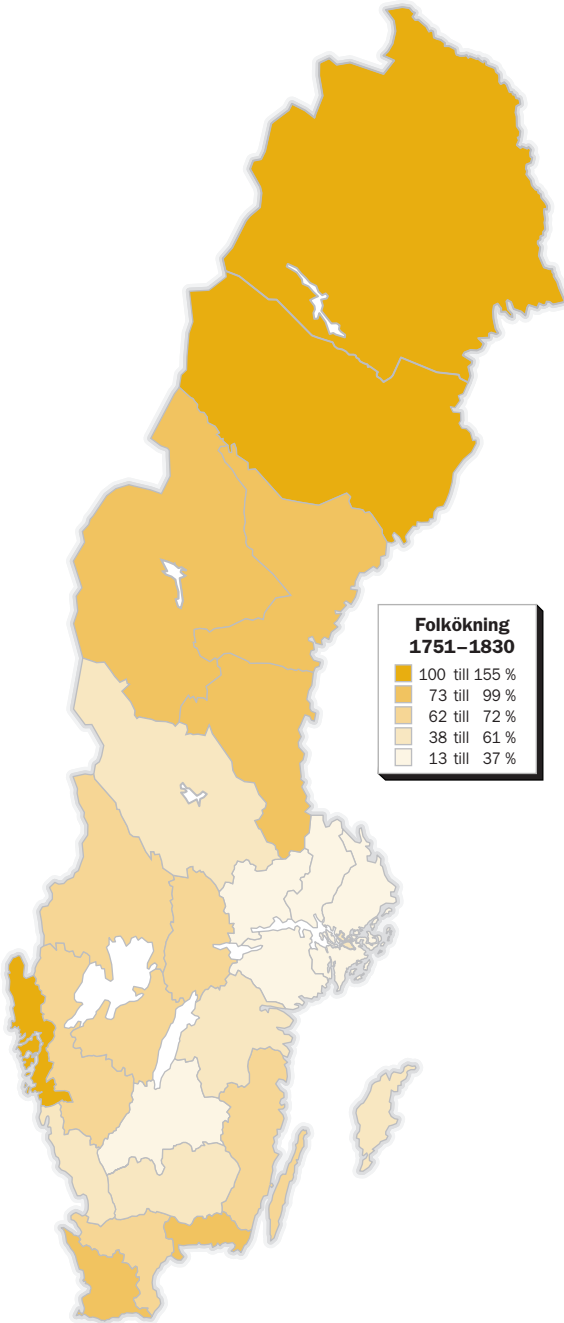 Folkökning
1751–1830
100 till 155 %
73 till 99 %
62 till 72 %
38 till 61 %
13 till 37 %